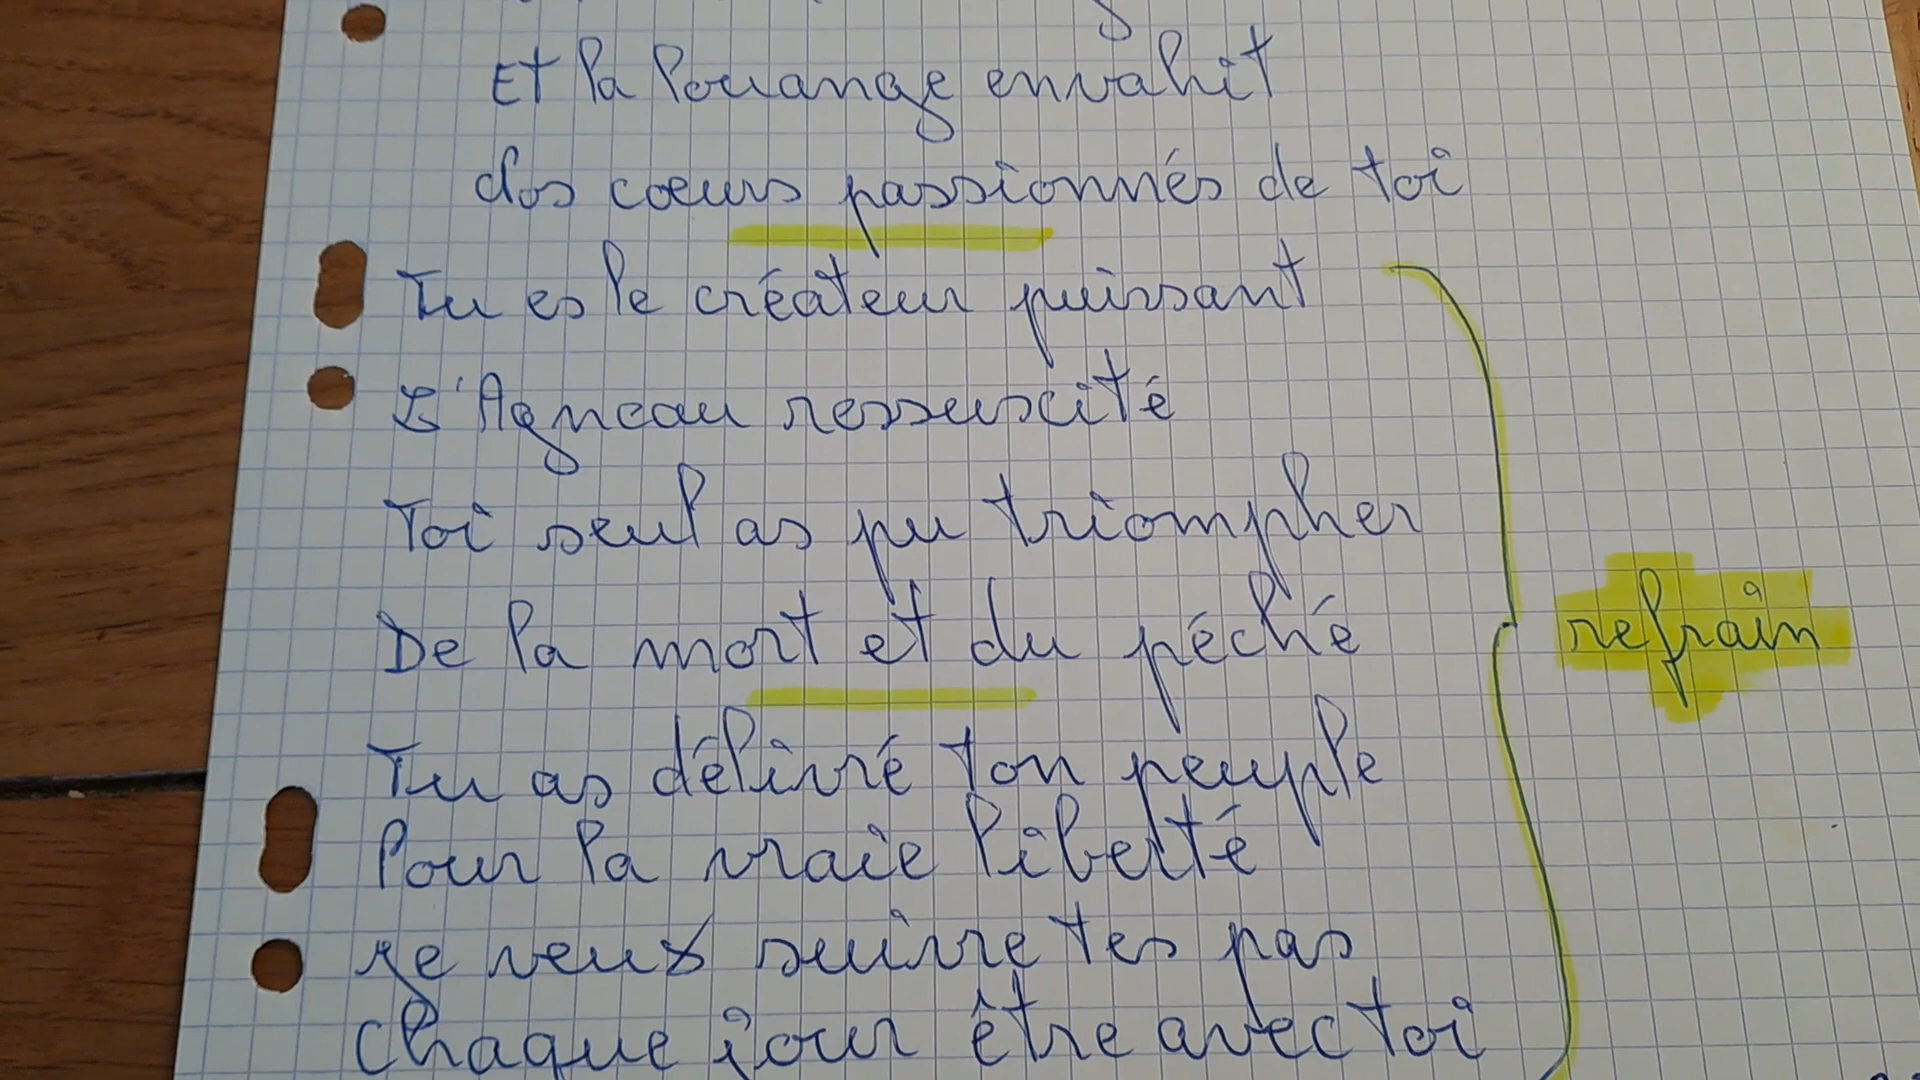 Et la louange envahit
dos cœurs passionnés de toi
Tu es le créateur puissant
L'Agneau ressuscité
Toi seul as pu triompher
De la mort et du péché
refrain
Tu as délivré ton peuple
Pour la vraie liberté
Je veux suivre tes pas
Chaque jour être avec toi